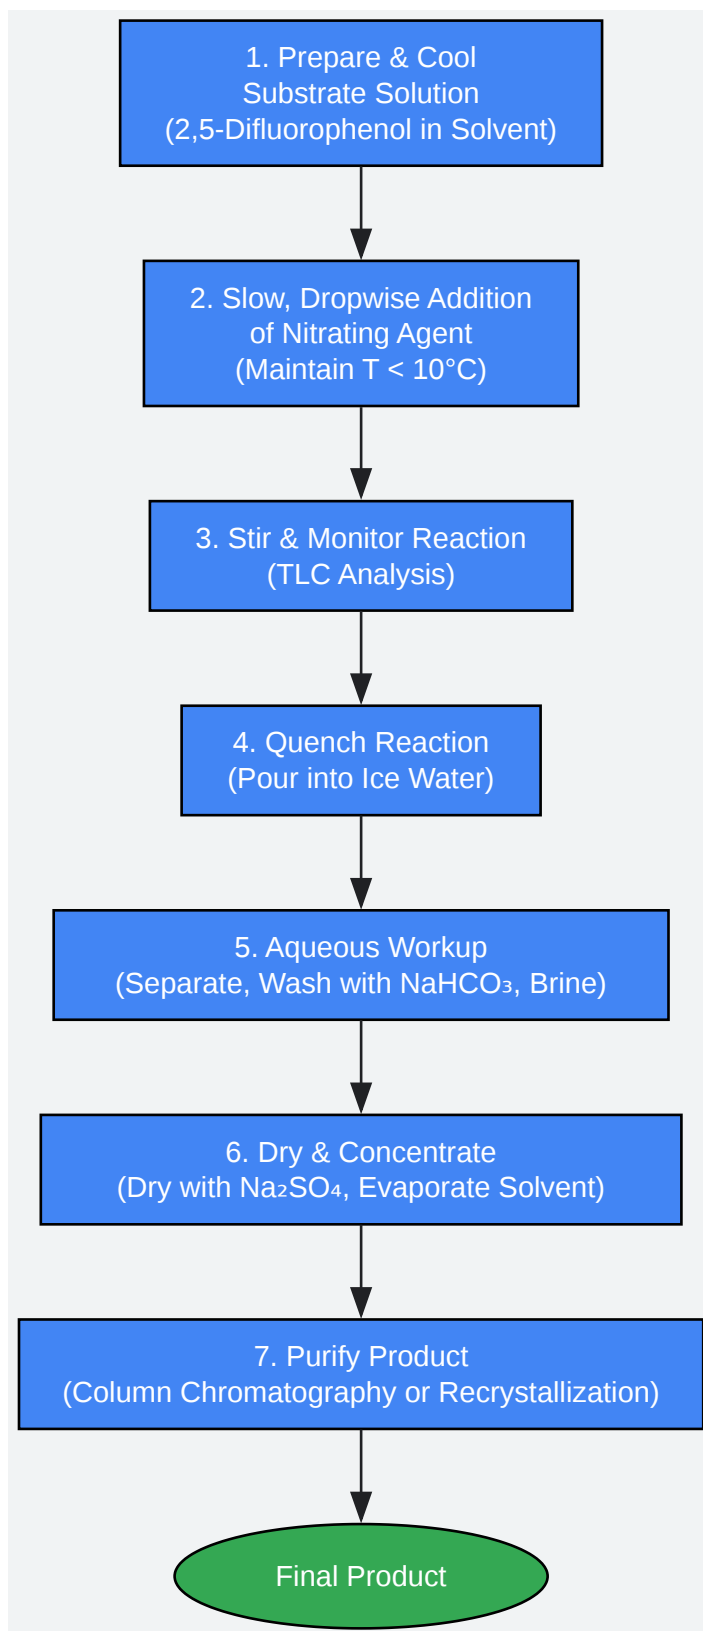 1. Prepare & Cool
Substrate Solution
(2,5-Difluorophenol in Solvent)
2. Slow, Dropwise Addition
of Nitrating Agent
(Maintain T < 10°C)
3. Stir & Monitor Reaction
(TLC Analysis)
4. Quench Reaction
(Pour into Ice Water)
5. Aqueous Workup
(Separate, Wash with NaHCO₃, Brine)
6. Dry & Concentrate
(Dry with Na₂SO₄, Evaporate Solvent)
7. Purify Product
(Column Chromatography or Recrystallization)
Final Product